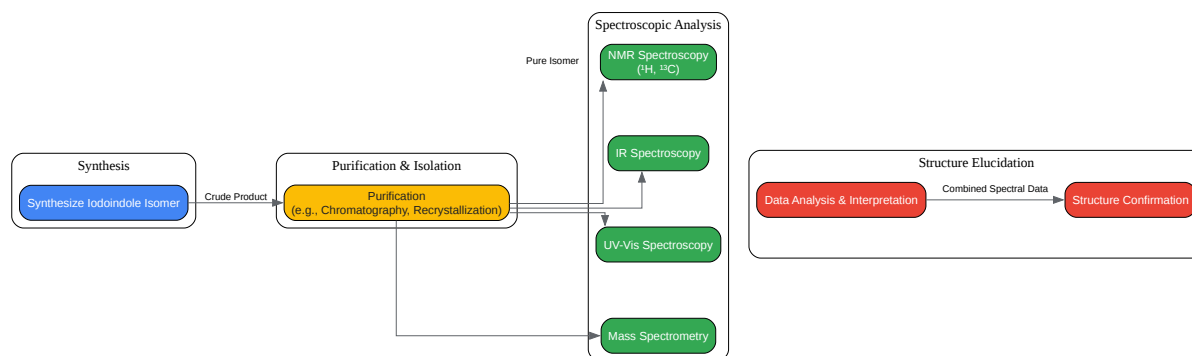 Synthesis
Synthesize Iodoindole Isomer
Crude Product
Purification & Isolation
Purification
(e.g., Chromatography, Recrystallization)
Pure Isomer
Spectroscopic Analysis
NMR Spectroscopy
(¹H, ¹³C)
IR Spectroscopy
UV-Vis Spectroscopy
Mass Spectrometry
Structure Elucidation
Data Analysis & Interpretation
Combined Spectral Data
Structure Confirmation